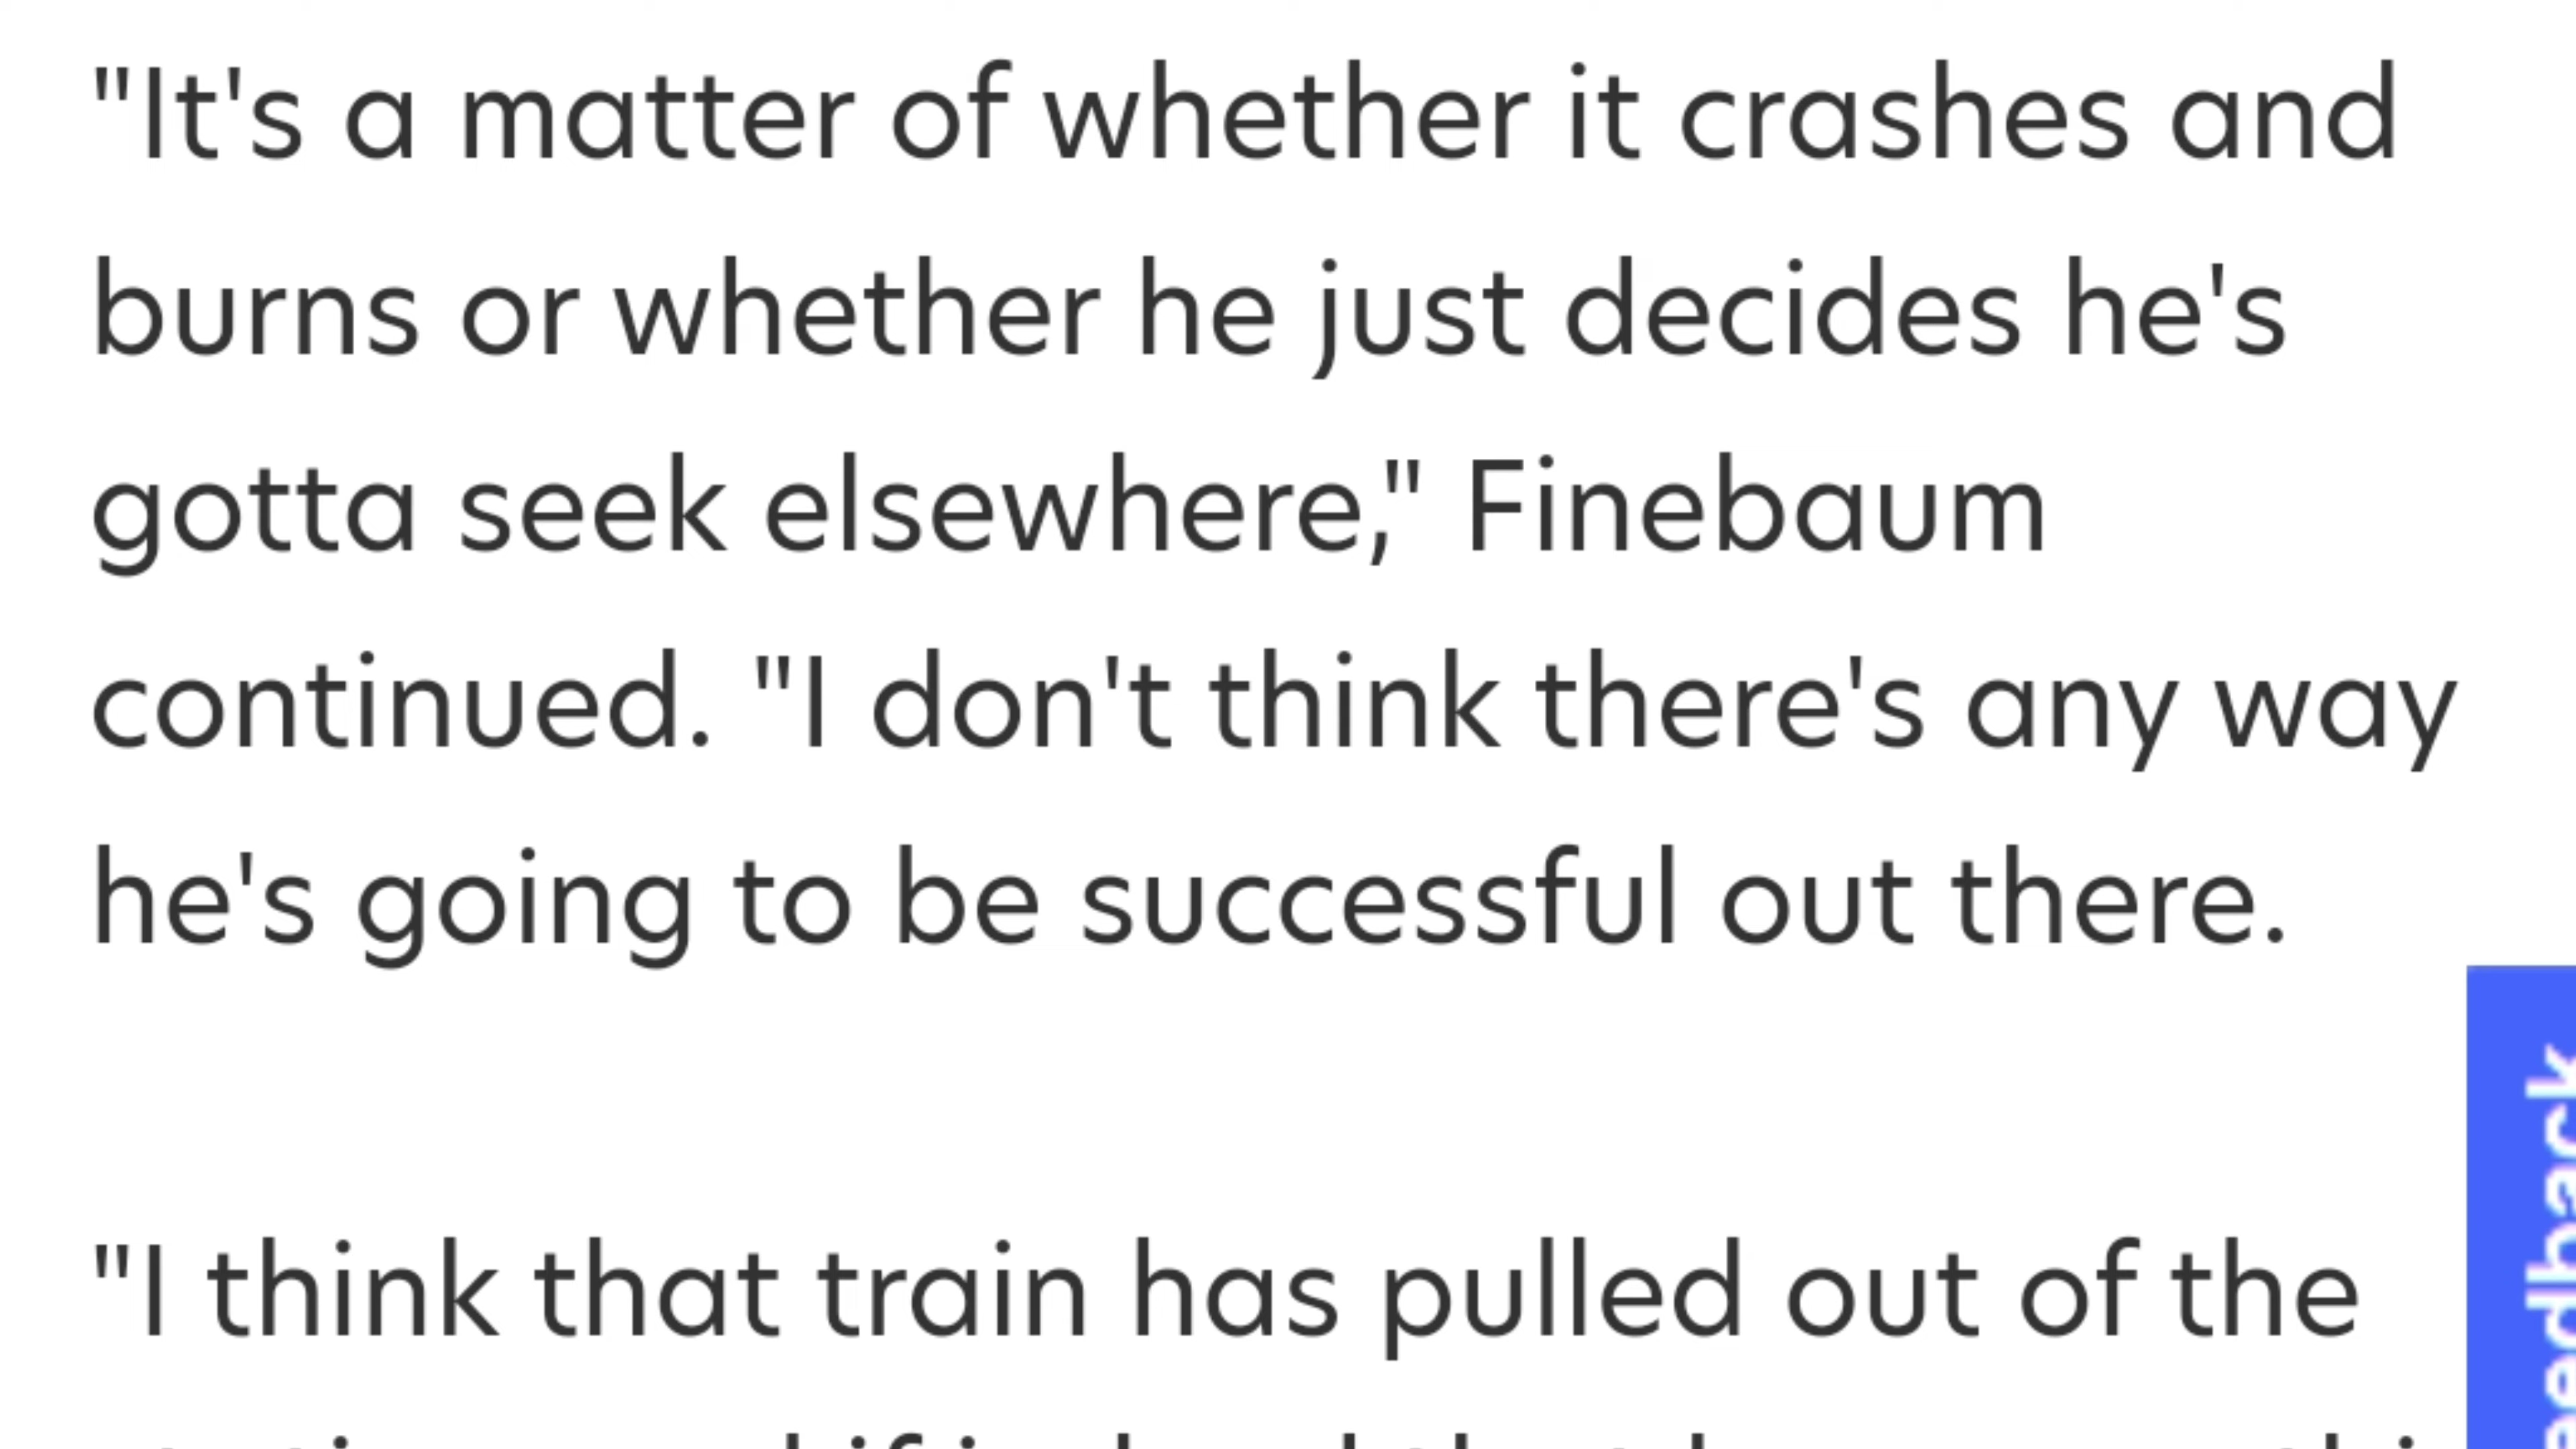 "It's a matter of whether it crashes and
burns or whether he just decides he's
gotta seek elsewhere," Finebaum
continued. "I don't think there's any way
he's going to be successful out there.
"I think that train has pulled out of the